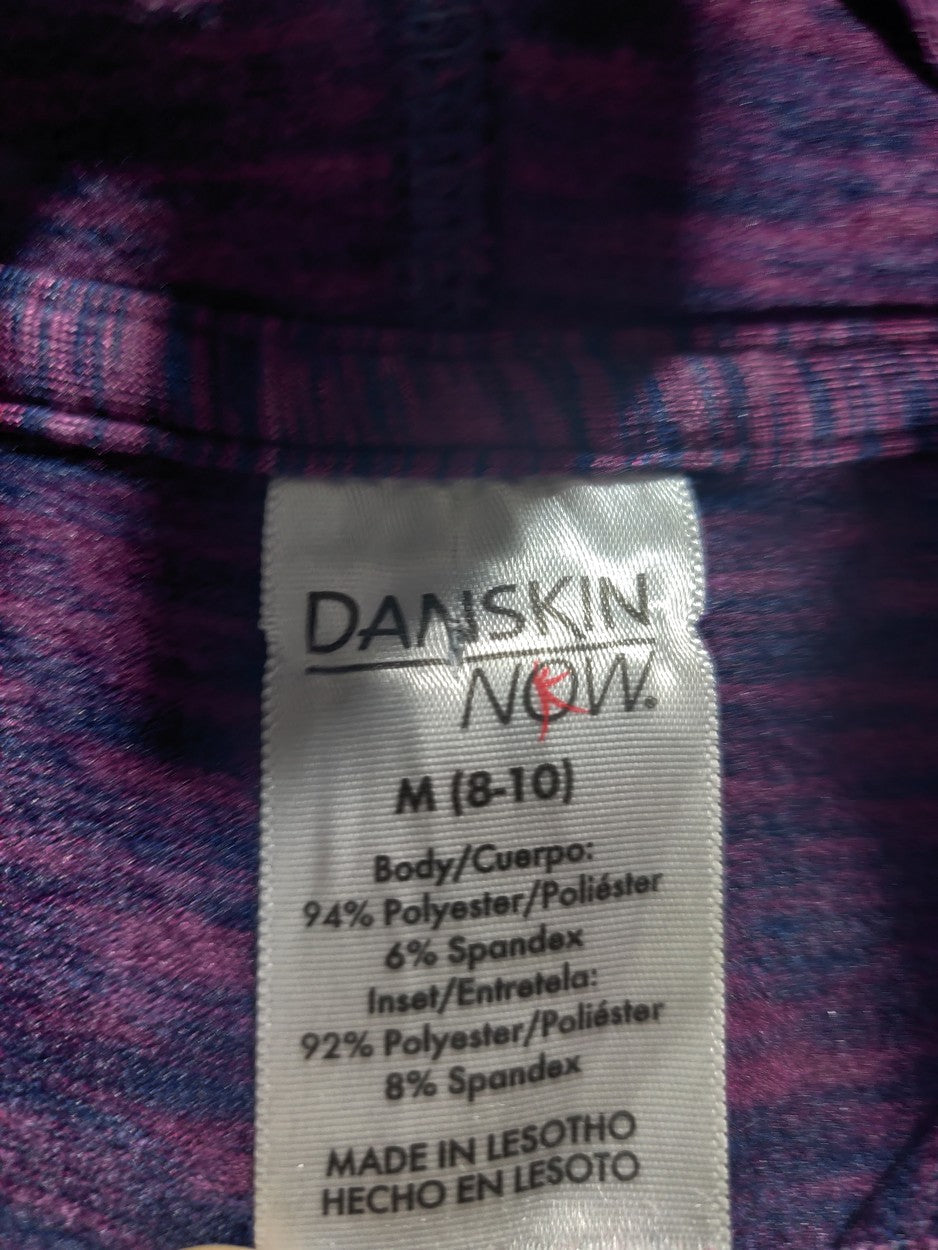 DANSKIN
NOW®
M (8-10)
Body/Cuerpo:
94% Polyester/Poliéster
6% Spandex
Inset/Entretela:
92% Polyester/Poliéster
8% Spandex
MADE IN LESOTHO
HECHO EN LESOTO